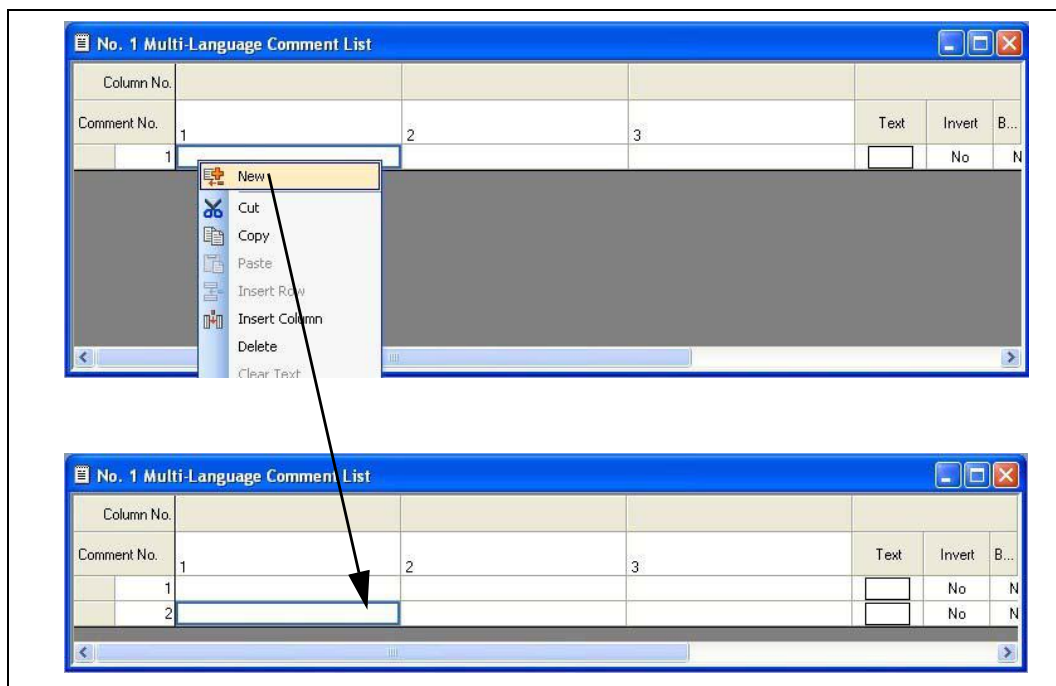 No. 1 Multi-Language Comment List
Column No.
Comment No. 1 2 3 Text Invert B...
1 No N
New
Cut
Copy
Paste
Insert Row
Insert Column
Delete
Clear Text
No. 1 Multi-Language Comment List
Column No.
Comment No. 1 2 3 Text Invert B...
1 No N
2 No N